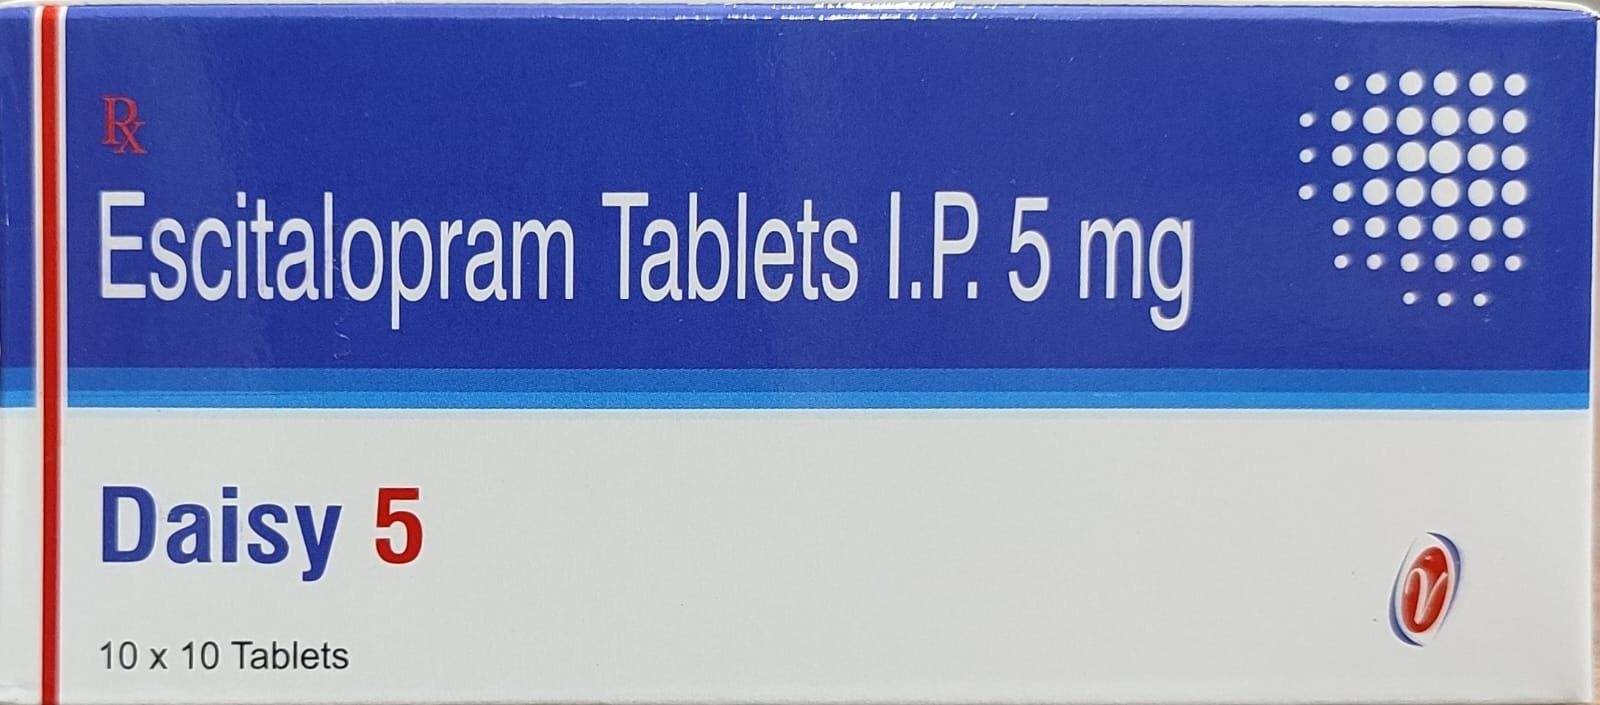 Rx
Escitalopram Tablets I.P. 5 mg
Daisy 5
10 x 10 Tablets